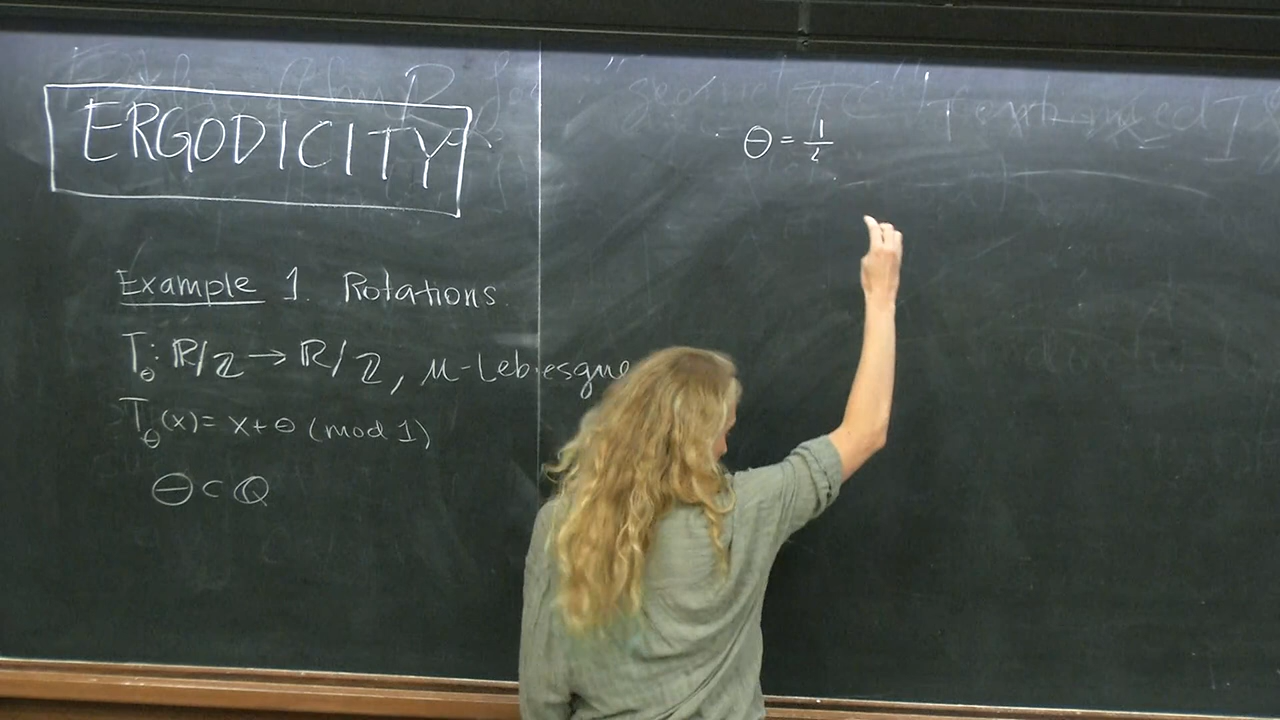 ERGODICITY
Example 1. Rotations.
T_θ: ℝ/ℤ → ℝ/ℤ, μ-Lebesgue
T_θ(x)= x+θ (mod 1)
θ ⊂ ℚ
θ = 1/2